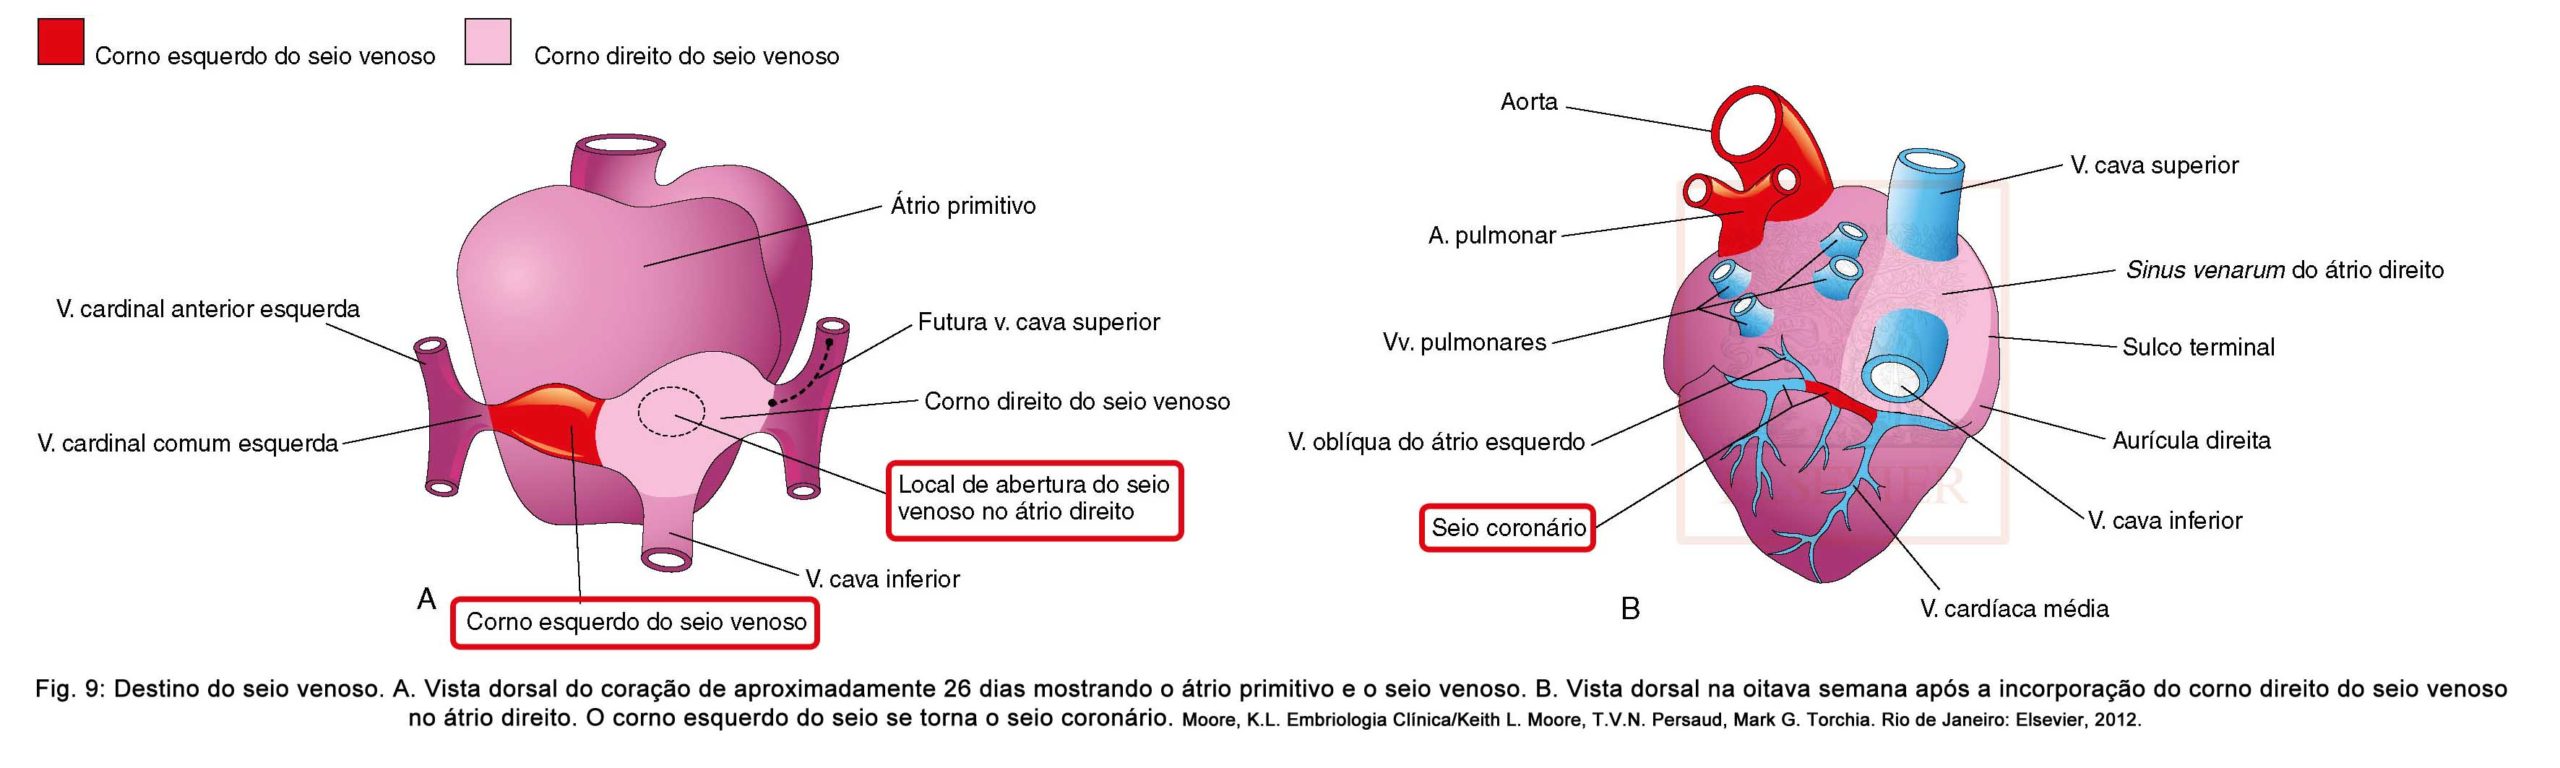 Corno esquerdo do seio venoso
Corno direito do seio venoso
Átrio primitivo
V. cardinal anterior esquerda
Futura v. cava superior
Corno direito do seio venoso
V. cardinal comum esquerda
Local de abertura do seio
venoso no átrio direito
V. cava inferior
A
Corno esquerdo do seio venoso
Aorta
V. cava superior
A. pulmonar
Sinus venarum do átrio direito
Vv. pulmonares
Sulco terminal
V. oblíqua do átrio esquerdo
Aurícula direita
Seio coronário
V. cava inferior
V. cardíaca média
B
Fig. 9: Destino do seio venoso. A. Vista dorsal do coração de aproximadamente 26 dias mostrando o átrio primitivo e o seio venoso. B. Vista dorsal na oitava semana após a incorporação do corno direito do seio venoso
no átrio direito. O corno esquerdo do seio se torna o seio coronário. Moore, K.L. Embriologia Clínica/Keith L. Moore, T.V.N. Persaud, Mark G. Torchia. Rio de Janeiro: Elsevier, 2012.